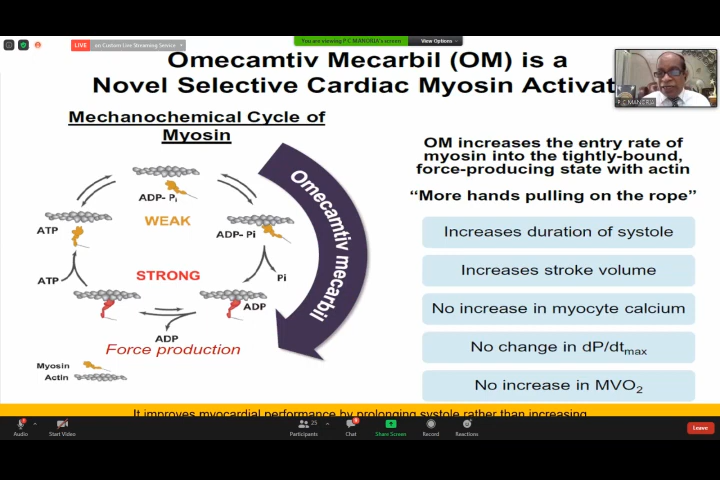 LIVE
on Custom Live Streaming Service
You are viewing P C MANORIA's screen
View Options
Omecamtiv Mecarbil (OM) is a
Novel Selective Cardiac Myosin Activat
P C MANORIA
Mechanochemical Cycle of
Myosin
ADP- Pi
ATP
WEAK
ADP- Pi
STRONG
ATP
Pi
ADP
ADP
Force production
Myosin
Actin
Omecamtiv mecarbil
OM increases the entry rate of
myosin into the tightly-bound,
force-producing state with actin
“More hands pulling on the rope”
Increases duration of systole
Increases stroke volume
No increase in myocyte calcium
No change in dP/dtmax
No increase in MVO2
It improves myocardial performance by prolonging systole rather than increasing
Audio
Start Video
Participants
25
Chat
Share Screen
Record
Reactions
Leave